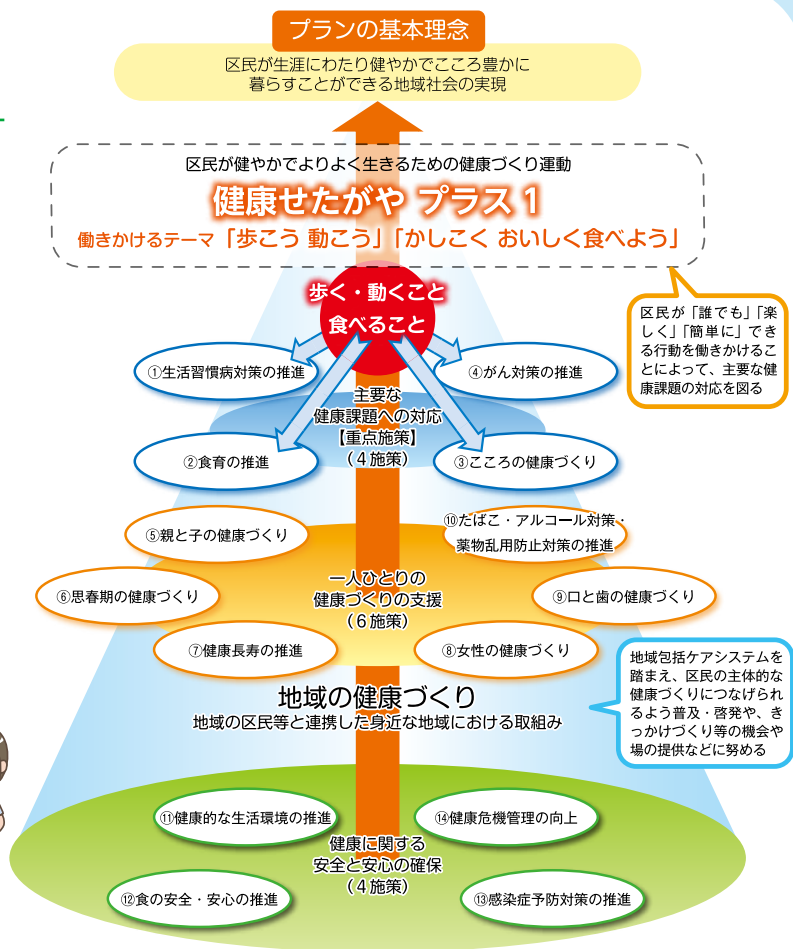 プランの基本理念
区民が生涯にわたり健やかでこころ豊かに
暮らすことができる地域社会の実現
区民が健やかでよりよく生きるための健康づくり運動
健康せたがや プラス1
働きかけるテーマ「歩こう 動こう」「かしこく おいしく食べよう」
歩く・動くこと
食べること
区民が「誰でも」「楽
しく」「簡単に」でき
る行動を働きかけるこ
とによって、主要な健
康課題の対応を図る
①生活習慣病対策の推進
④がん対策の推進
主要な
健康課題への対応
【重点施策】
（4施策）
②食育の推進
③こころの健康づくり
⑤親と子の健康づくり
⑩たばこ・アルコール対策・
薬物乱用防止対策の推進
一人ひとりの
健康づくりの支援
（6施策）
⑥思春期の健康づくり
⑨口と歯の健康づくり
⑦健康長寿の推進
⑧女性の健康づくり
地域の健康づくり
地域の区民等と連携した身近な地域における取組み
地域包括ケアシステムを
踏まえ、区民の主体的な
健康づくりにつなげられ
るよう普及・啓発や、き
っかけづくり等の機会や
場の提供などに努める
⑪健康的な生活環境の推進
⑭健康危機管理の向上
健康に関する
安全と安心の確保
（4施策）
⑫食の安全・安心の推進
⑬感染症予防対策の推進